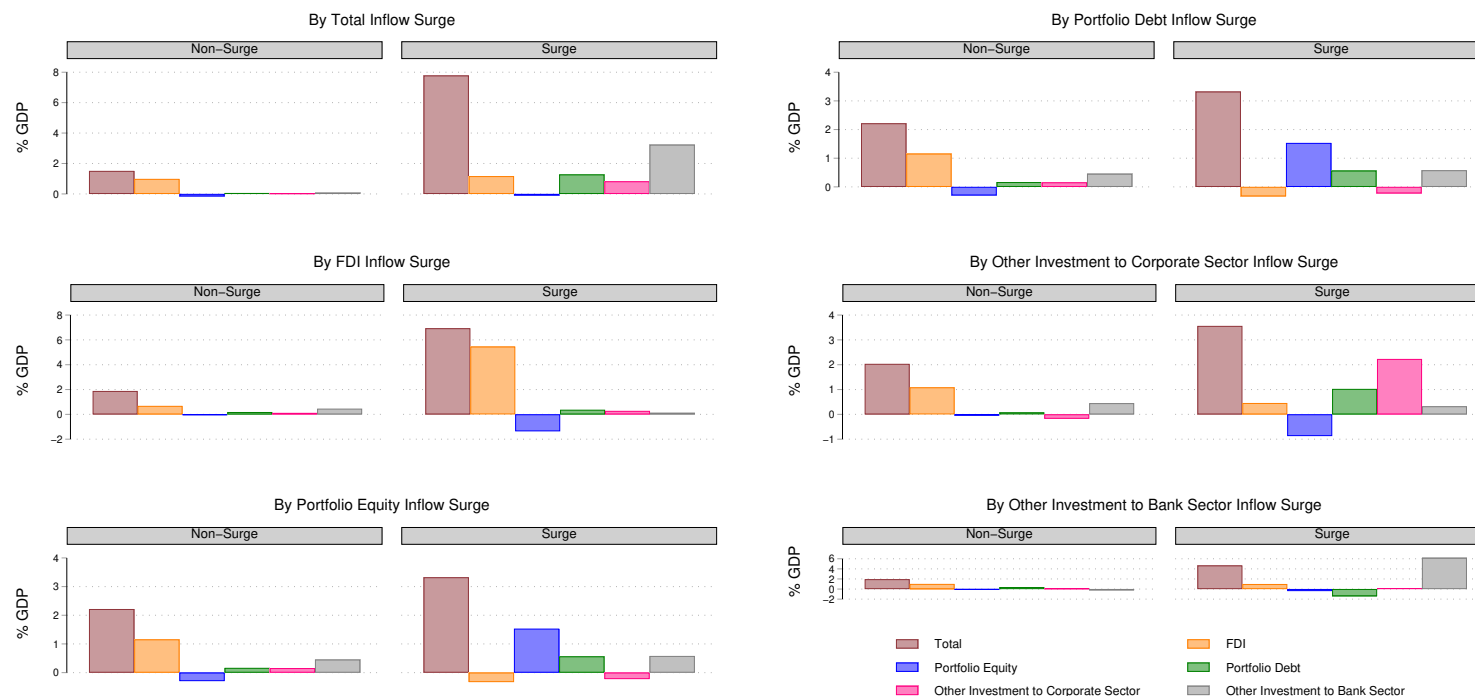 By Total Inflow Surge
Non−Surge
Surge
% GDP
8
6
4
2
0
By Portfolio Debt Inflow Surge
Non−Surge
Surge
% GDP
4
3
2
1
0
By FDI Inflow Surge
Non−Surge
Surge
% GDP
8
6
4
2
0
−2
By Other Investment to Corporate Sector Inflow Surge
Non−Surge
Surge
% GDP
4
3
2
1
0
−1
By Portfolio Equity Inflow Surge
Non−Surge
Surge
% GDP
4
3
2
1
0
By Other Investment to Bank Sector Inflow Surge
Non−Surge
Surge
% GDP
6
4
2
0
−2
Total
FDI
Portfolio Equity
Portfolio Debt
Other Investment to Corporate Sector
Other Investment to Bank Sector